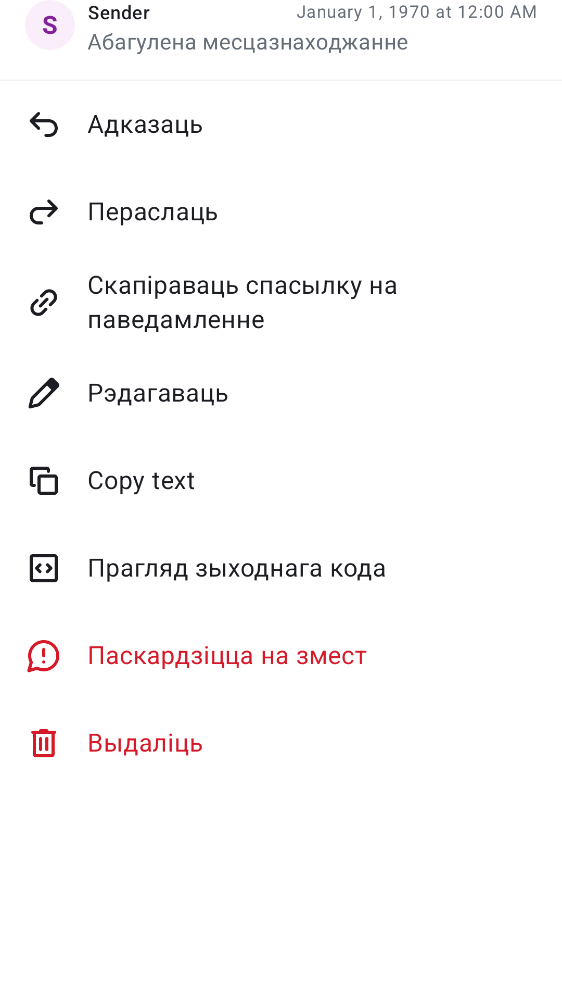 S
Sender
January 1, 1970 at 12:00 AM
Абагулена месцазнаходжанне
Адказаць
Пераслаць
Скапіраваць спасылку на
паведамленне
Рэдагаваць
Copy text
Прагляд зыходнага кода
Паскардзіцца на змест
Выдаліць